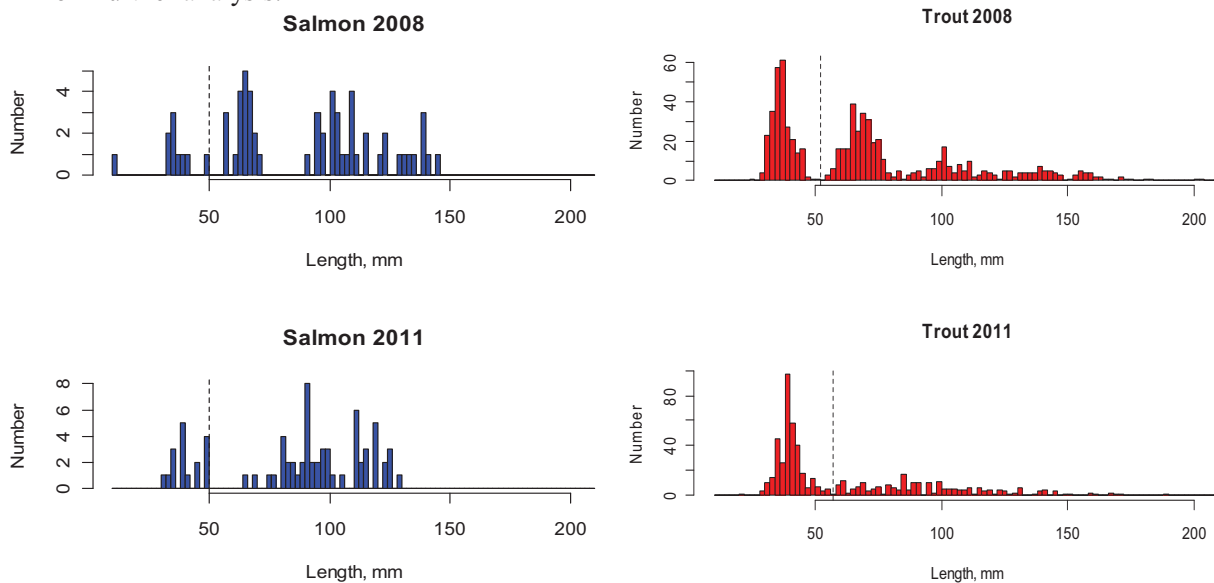 Salmon 2008
Number
0 2 4
50 100 150 200
Length, mm
Trout 2008
Number
0 20 40 60
50 100 150 200
Length, mm
Salmon 2011
Number
0 2 4 6 8
50 100 150 200
Length, mm
Trout 2011
Number
0 40 80
50 100 150 200
Length, mm